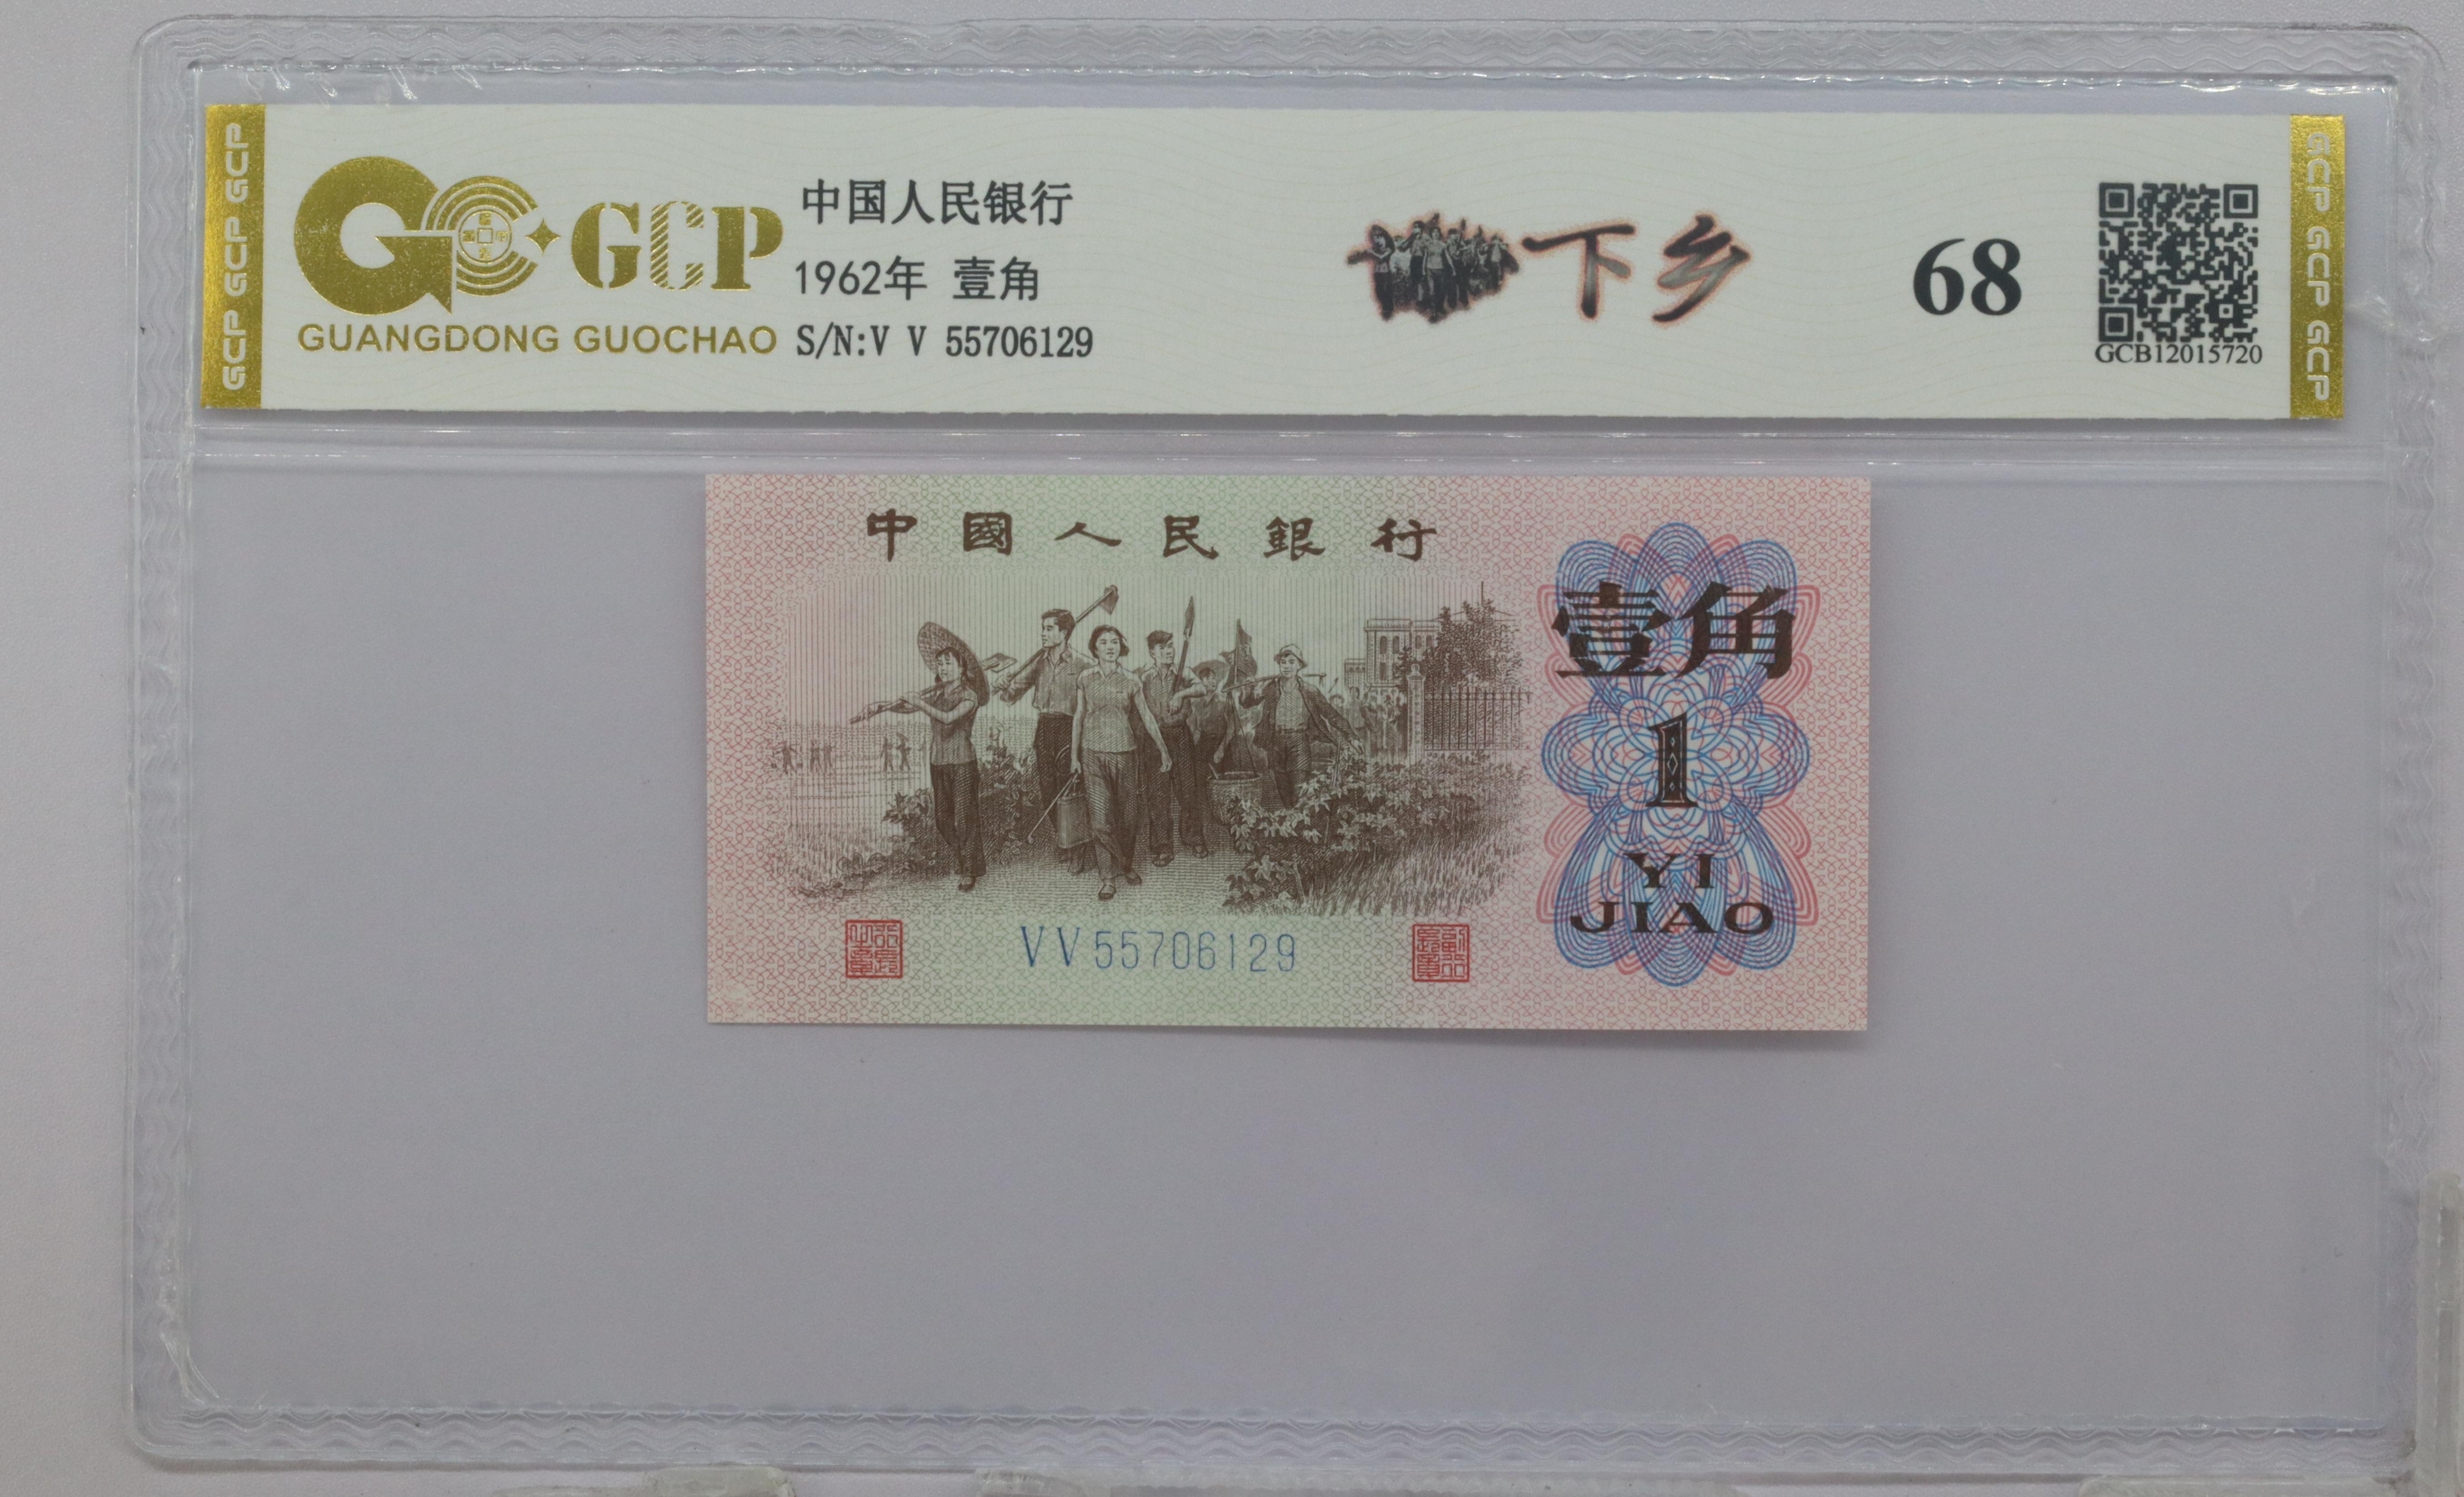 GCP GCP GCP GCP
GCP
GUANGDONG GUOCHAO
中国人民银行
1962年 壹角
S/N:V V 55706129
下乡
68
GCB12015720
GCP GCP GCP GCP
中國人民銀行
壹角
1
YI
JIAO
VV55706129